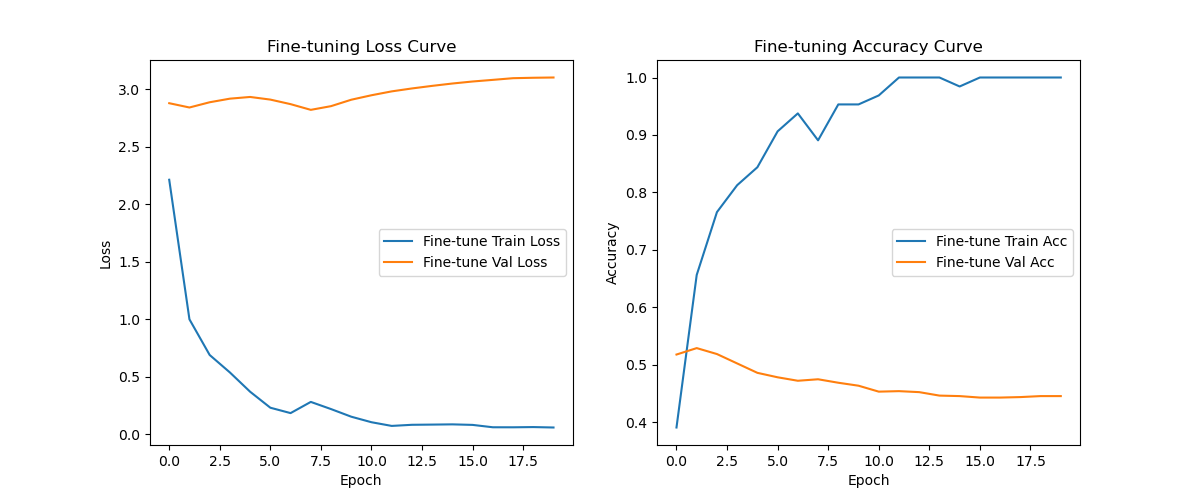 Fine-tuning Loss Curve
Loss
3.0
2.5
2.0
1.5
1.0
0.5
0.0
Fine-tune Train Loss
Fine-tune Val Loss
0.0 2.5 5.0 7.5 10.0 12.5 15.0 17.5
Epoch
Fine-tuning Accuracy Curve
Accuracy
1.0
0.9
0.8
0.7
0.6
0.5
0.4
Fine-tune Train Acc
Fine-tune Val Acc
0.0 2.5 5.0 7.5 10.0 12.5 15.0 17.5
Epoch